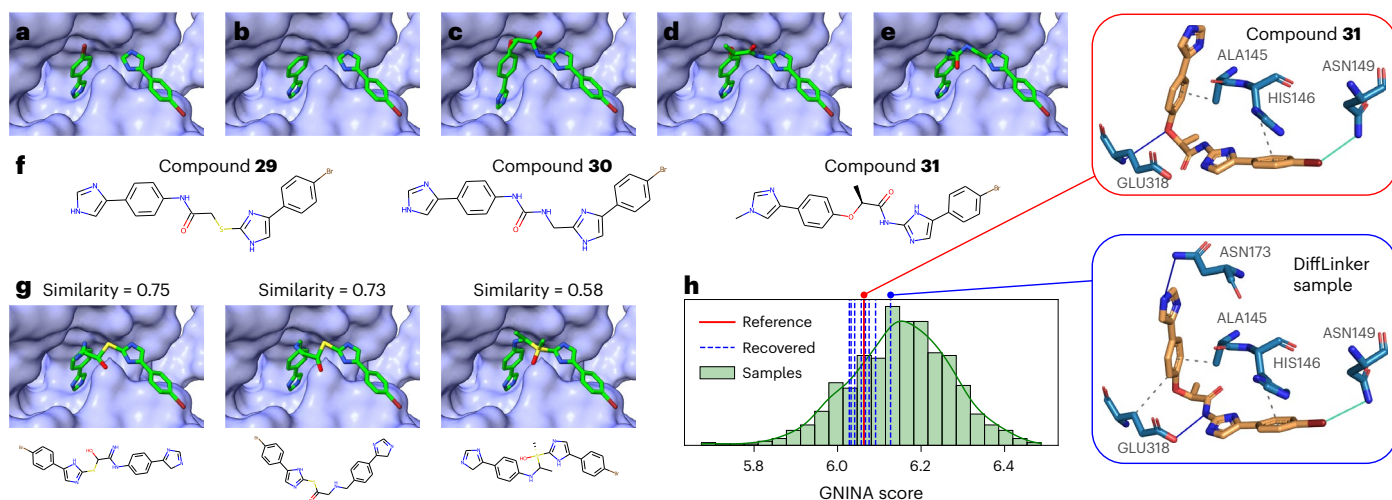 a
b
c
d
e
Compound 31
ALA145
ASN149
HIS146
GLU318
f
Compound 29
Compound 30
Compound 31
g
Similarity = 0.75
Similarity = 0.73
Similarity = 0.58
h
Reference
Recovered
Samples
5.8 6.0 6.2 6.4
GNINA score
ASN173
DiffLinker
sample
ALA145
ASN149
HIS146
GLU318